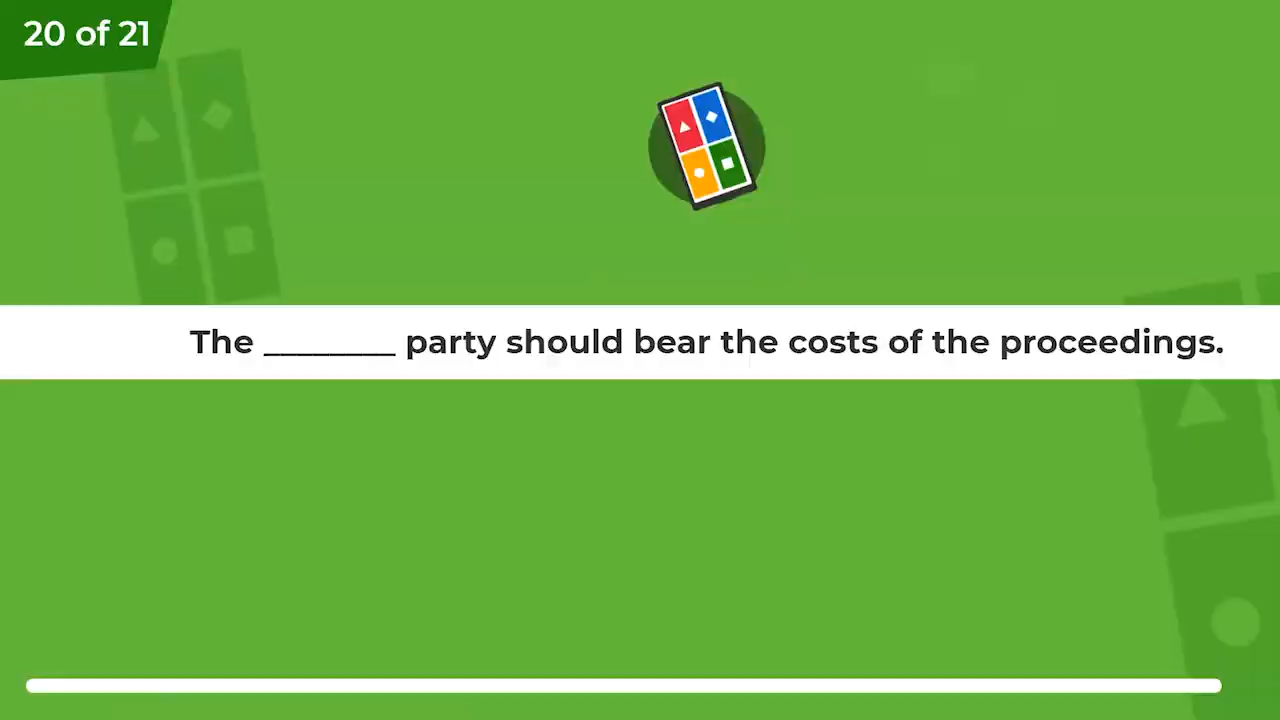 20 of 21
The ________ party should bear the costs of the proceedings.